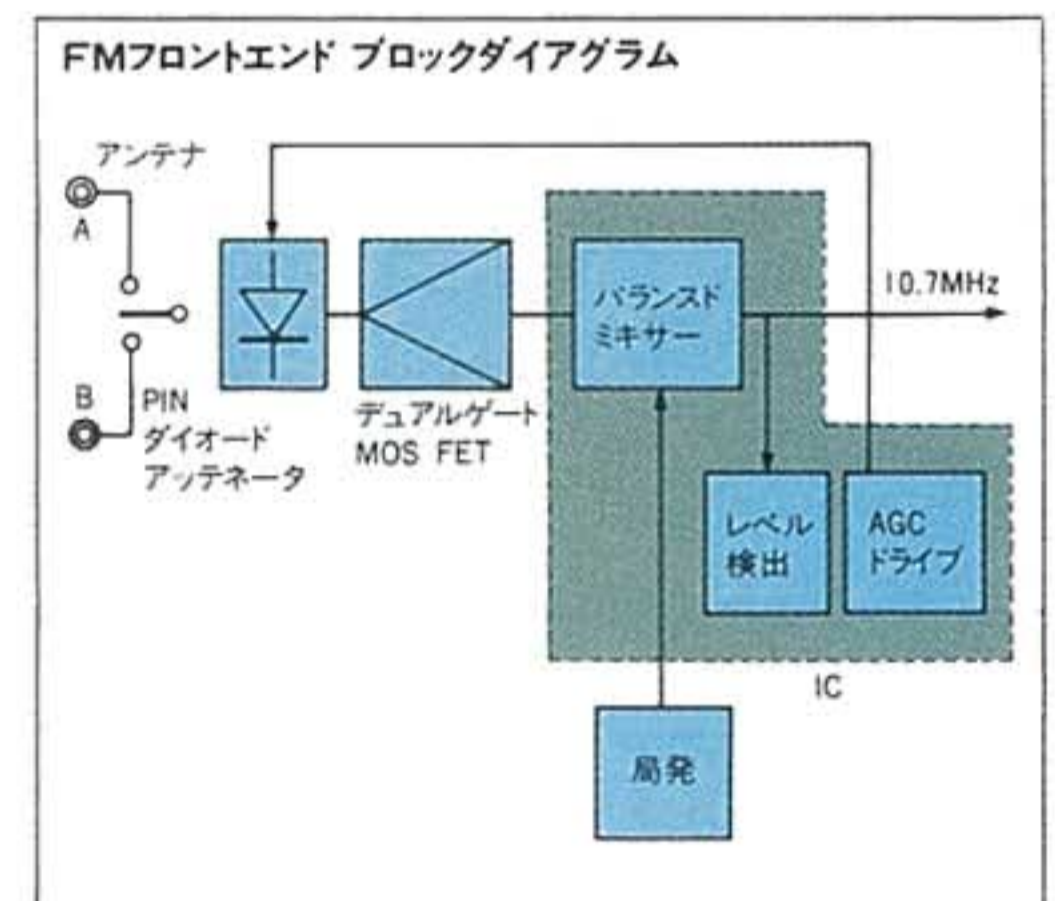 FMフロントエンド ブロックダイアグラム
アンテナ
A
B
PIN
ダイオード
アッテネータ
デュアルゲート
MOS FET
バランスド
ミキサー
10.7MHz
レベル
検出
AGC
ドライブ
IC
局発